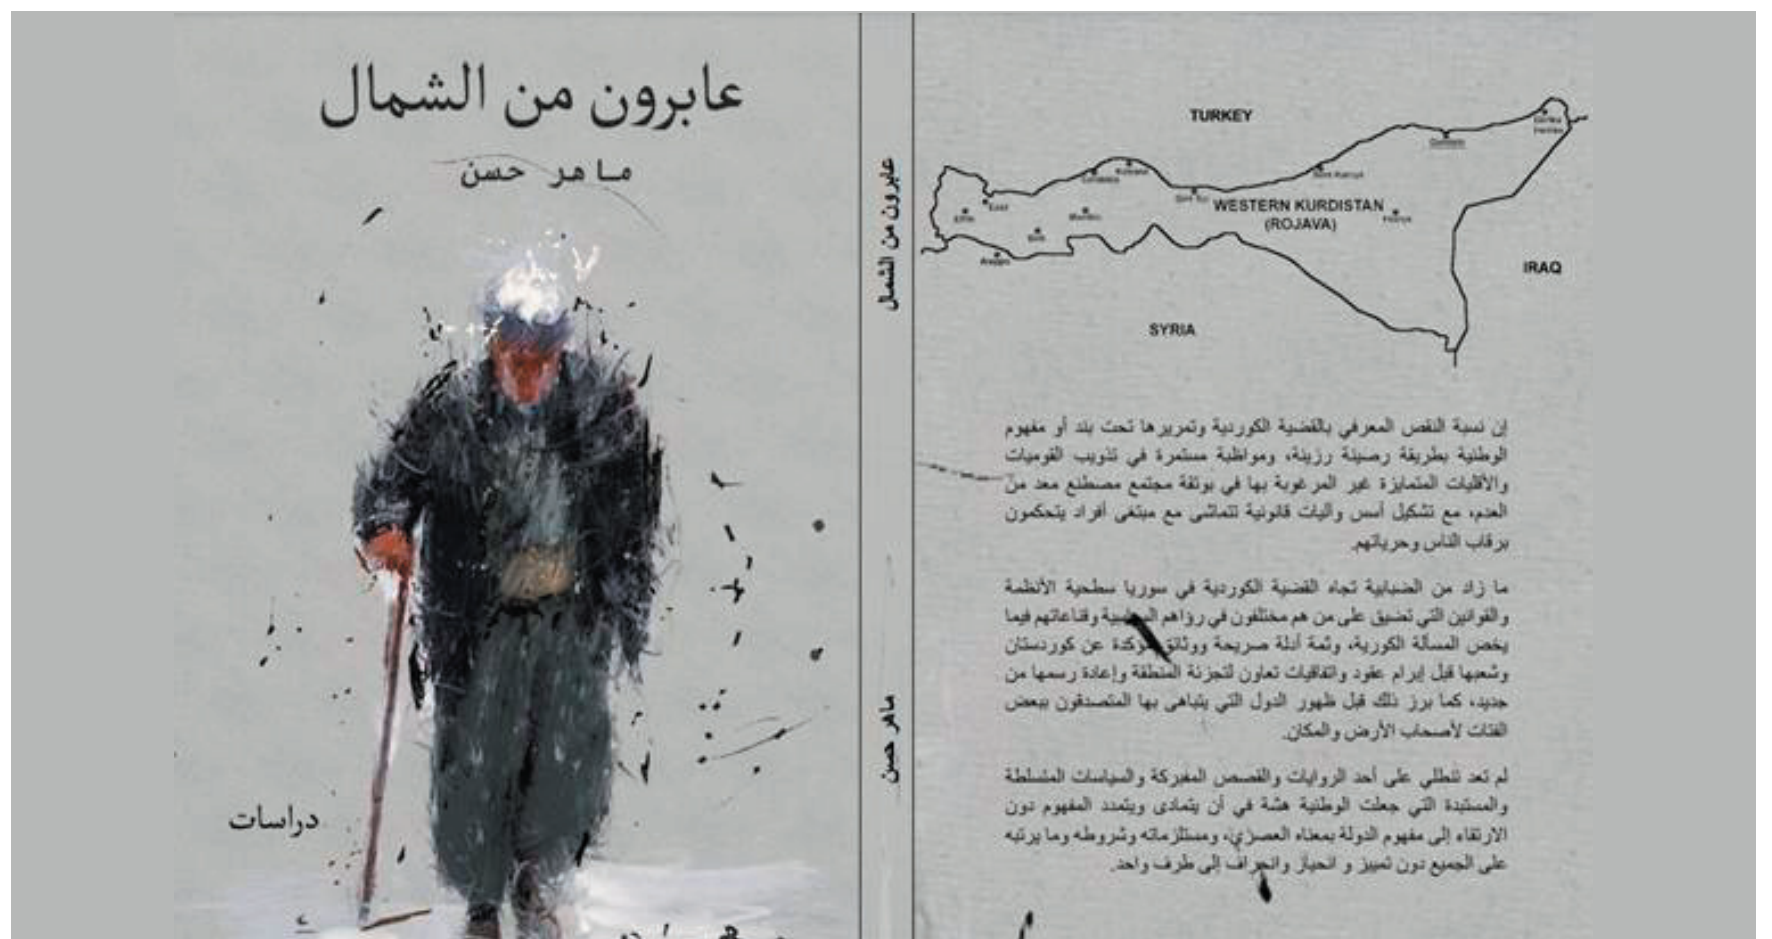 عابرون من الشمال
ماهر حسن
دراسات
عابرون من الشمال
ماهر حسن
TURKEY
WESTERN KURDISTAN
(ROJAVA)
IRAQ
SYRIA
Kobane
Afrin
Azaz
Bab
Aleppo
إن نسبة النقص المعرفي بالقضية الكوردية وتمريرها تحت بند أو مفهوم
الوطنية بطريقة رصينة رزينة، ومواظبة مستمرة في تذويب القوميات
والأقليات المتمايزة غير المرغوبة بها في بوتقة مجتمع مصطنع معد من
العدم، مع تشكيل أسس وآليات قانونية تتماشى مع مبتغى أفراد يتحكمون
برقاب الناس وحرياتهم.
ما زاد من الضبابية تجاه القضية الكوردية في سوريا سطحية الأنظمة
والقوانين التي تضيق على من هم مختلفون في رؤاهم السياسية وقناعاتهم فيما
يخص المسألة الكورية، وثمة أدلة صريحة ووثائق مؤكدة عن كوردستان
وشعبها قبل إبرام عقود واتفاقيات تعاون لتجزئة المنطقة وإعادة رسمها من
جديد، كما برز ذلك قبل ظهور الدول التي يتباهى بها المتصدقون ببعض
الفتات لأصحاب الأرض والمكان.
لم تعد تنطلي على أحد الروايات والقصص المفبركة والسياسات المتسلطة
والمستبدة التي جعلت الوطنية هشة في أن يتمادى ويتمدد المفهوم دون
الارتقاء إلى مفهوم الدولة بمعناه العصري، ومستلزماته وشروطه وما يرتبه
على الجميع دون تمييز و انحياز وانحراف إلى طرف واحد.